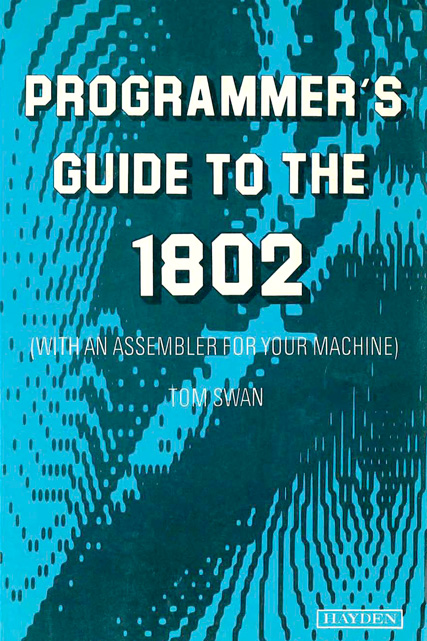 PROGRAMMER'S
GUIDE TO THE
1802
(WITH AN ASSEMBLER FOR YOUR MACHINE)
TOM SWAN
HAYDEN